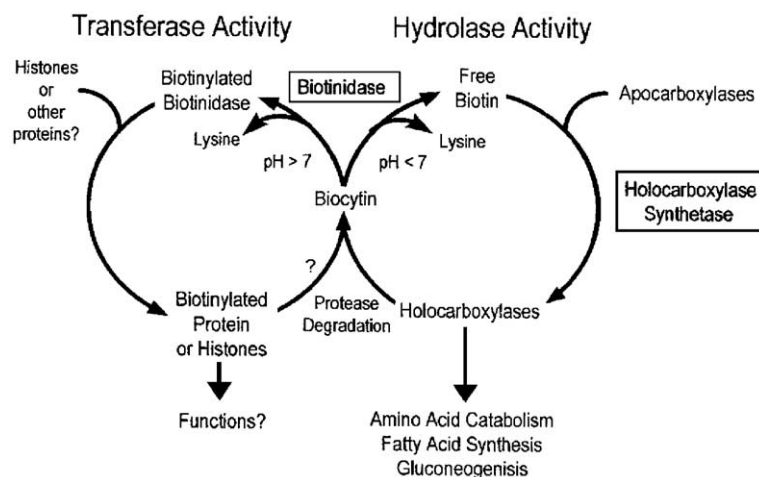 Transferase Activity
Hydrolase Activity
Histones
or
other
proteins?
Biotinylated
Biotinidase
Biotinidase
Free
Biotin
Apocarboxylases
Lysine
Lysine
pH > 7
pH < 7
Biocytin
Holocarboxylase
Synthetase
?
Biotinylated
Protein
or Histones
Protease
Degradation
Holocarboxylases
Functions?
Amino Acid Catabolism
Fatty Acid Synthesis
Gluconeogenisis